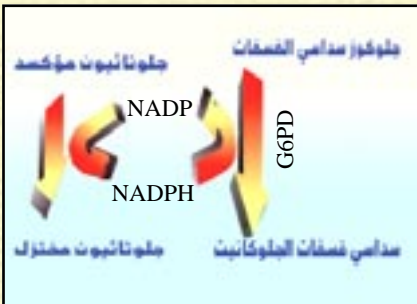 جلوكوز سداسي الفسفات
جلوتاثيون مؤكسد
NADP
G6PD
NADPH
سداسي فسفات الجلوكانيت
جلوتاثيون مختزل